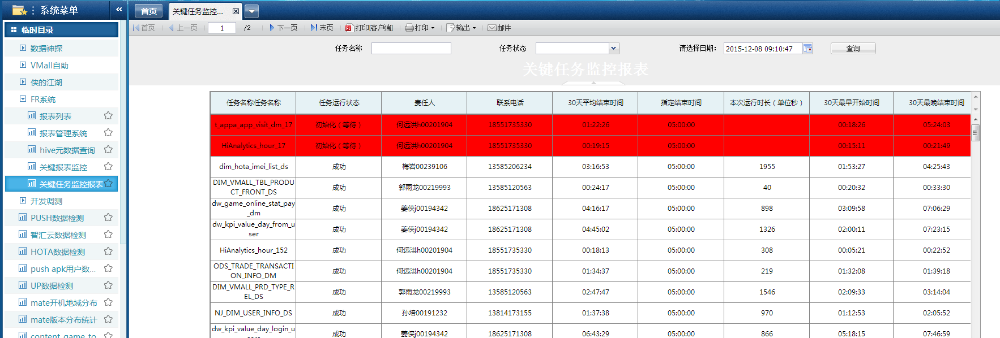 系统菜单
«
首页
关键任务监控...
临时目录
首页
上一页
1
/2
下一页
末页
打印[客户端]
打印
输出
邮件
数据神探
VMall自助
侠的江湖
FR系统
报表列表
报表管理系统
hive元数据查询
关键报表监控
关键任务监控报表
开发调测
PUSH数据检测
智汇云数据检测
HOTA数据检测
push apk用户数...
UP数据检测
mate开机地域分布
mate版本分布统计
content_game_to
任务名称
任务状态
请选择日期:
2015-12-08 09:10:47
查询
关键任务监控报表
任务名称任务名称 任务运行状态 责任人 联系电话 30天平均结束时间 指定结束时间 本次运行时长（单位秒） 30天最早开始时间 30天最晚结束时间
t_appa_app_visit_dm_17 初始化（等待） 何远洪h00201904 18551735330 01:22:26 05:00:00 00:18:26 05:24:03
HiAnalytics_hour_17 初始化（等待） 何远洪h00201904 18551735330 00:19:15 05:00:00 00:15:11 00:21:49
dim_hota_imei_list_ds 成功 梅岩00239106 13585206234 03:16:53 05:00:00 1955 01:53:27 04:25:43
DIM_VMALL_TBL_PRODU
CT_FRONT_DS 成功 郭雨龙00219993 13585120563 00:24:17 05:00:00 40 00:20:32 00:33:30
dw_game_online_stat_pay
_dm 成功 姜侠j00194342 18625171308 04:16:17 05:00:00 898 03:09:58 07:06:29
dw_kpi_value_day_from_u
ser 成功 姜侠j00194342 18625171308 04:45:02 05:00:00 1326 02:00:11 07:23:15
HiAnalytics_hour_152 成功 何远洪h00201904 18551735330 00:18:13 05:00:00 308 00:05:21 00:22:52
ODS_TRADE_TRANSACTI
ON_INFO_DM 成功 何远洪h00201904 18551735330 01:34:37 05:00:00 219 01:32:08 01:39:18
DIM_VMALL_PRD_TYPE_R
EL_DS 成功 郭雨龙00219993 13585120563 02:47:47 05:00:00 1546 02:09:33 03:14:04
NJ_DIM_USER_INFO_DS 成功 孙培00191232 13814173155 01:37:38 05:00:00 970 01:12:53 02:05:52
dw_kpi_value_day_login_u
成功 姜侠j00194342 18625171308 06:43:29 05:00:00 866 05:18:15 07:46:59